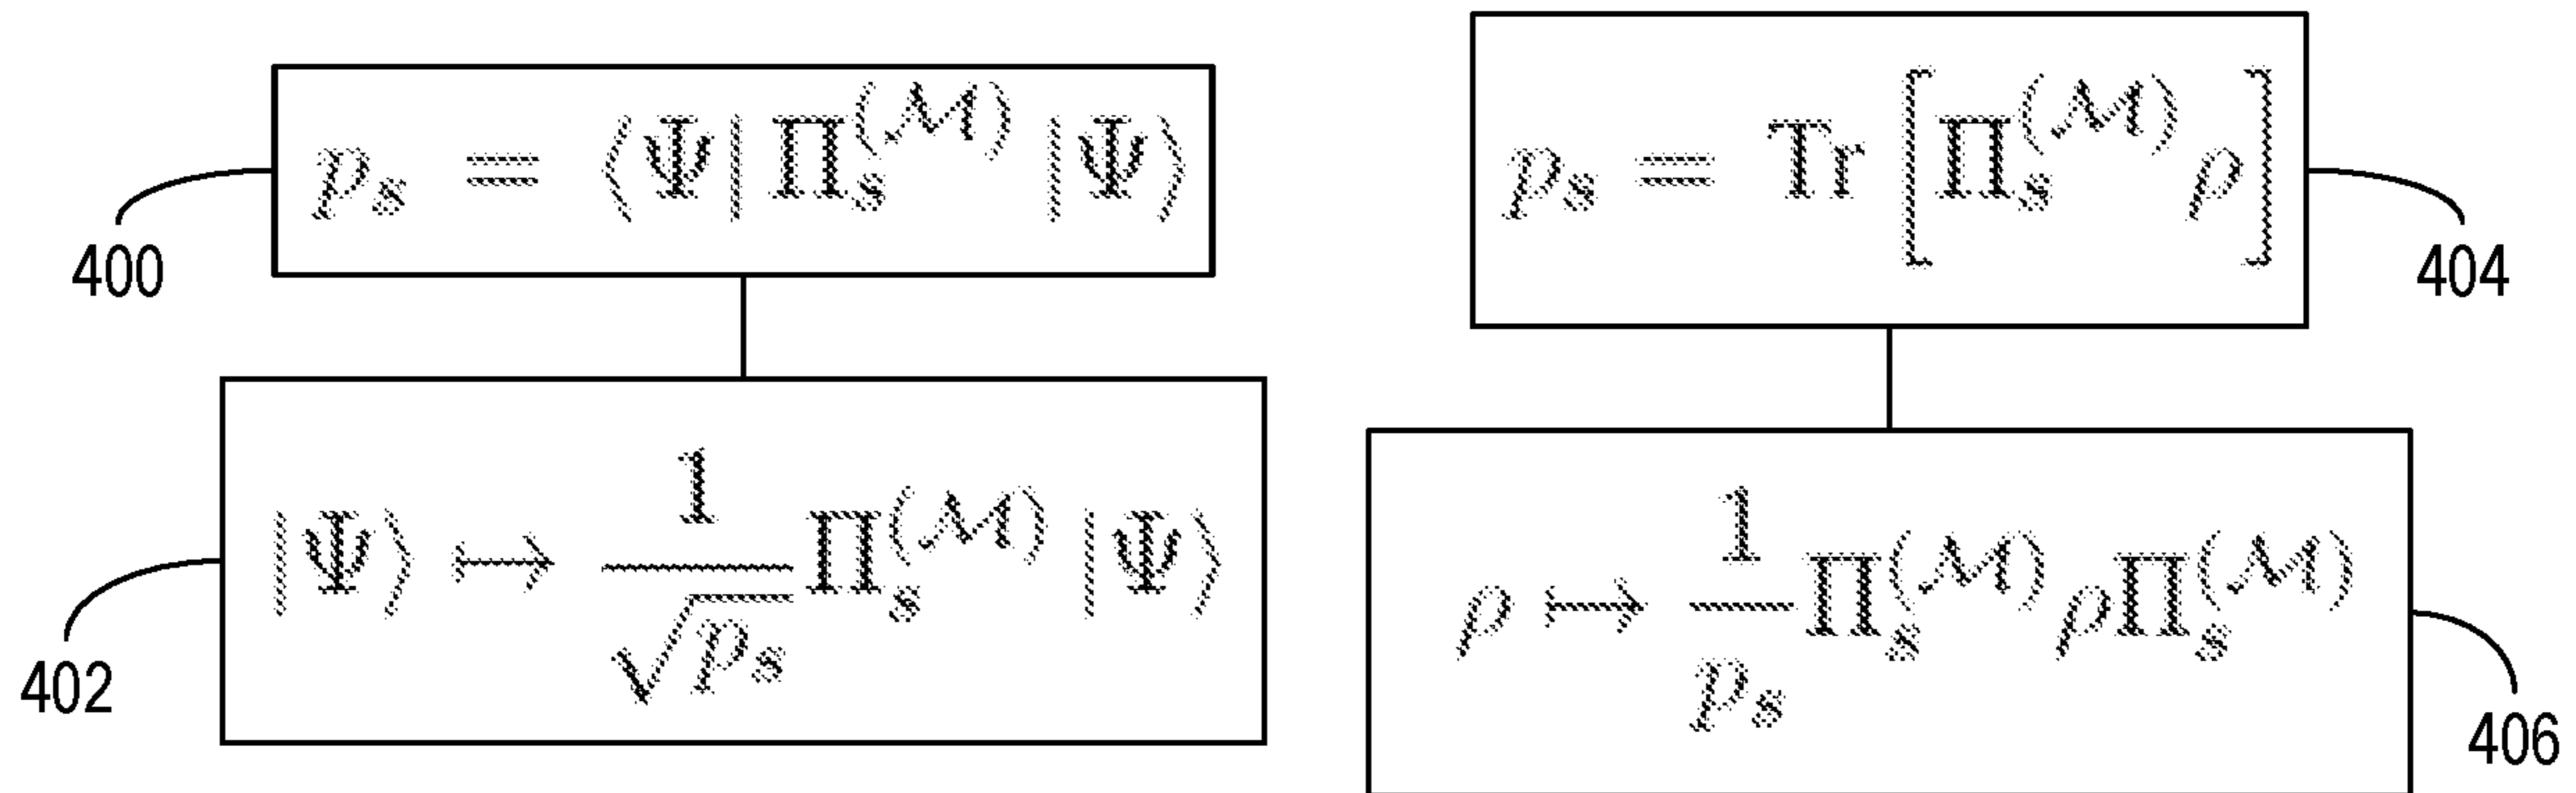 p_s = ⟨Ψ| Π_s^(ℳ) |Ψ⟩
400
|Ψ⟩ ↦ 1/√p_s Π_s^(ℳ) |Ψ⟩
402
p_s = Tr [Π_s^(ℳ) ρ]
404
ρ ↦ 1/p_s Π_s^(ℳ) ρ Π_s^(ℳ)
406